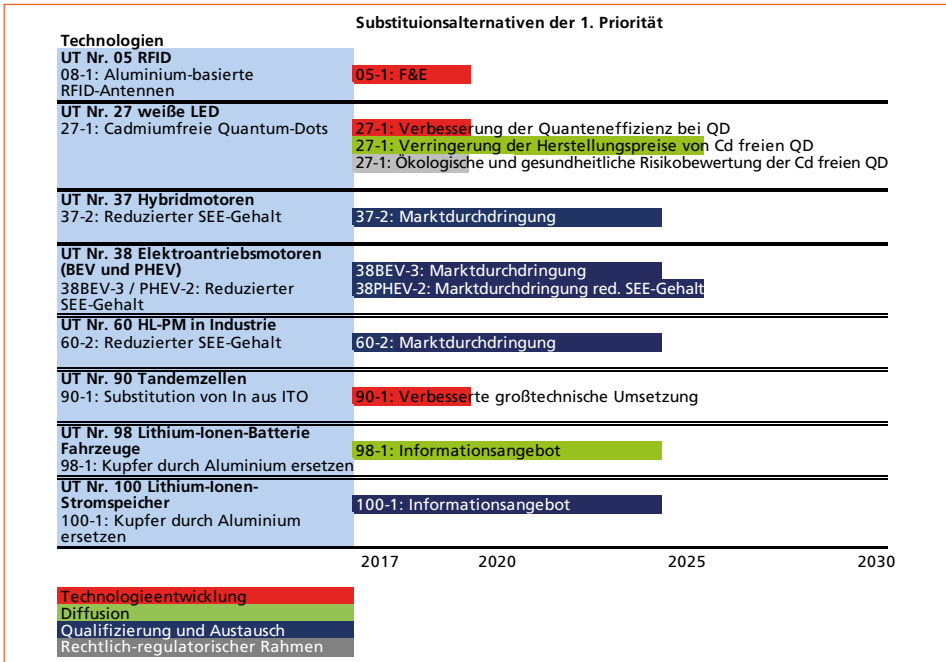 Substituionsalternativen der 1. Priorität
Technologien
UT Nr. 05 RFID
08-1: Aluminium-basierte
RFID-Antennen
05-1: F&E
UT Nr. 27 weiße LED
27-1: Cadmiumfreie Quantum-Dots
27-1: Verbesserung der Quanteneffizienz bei QD
27-1: Verringerung der Herstellungspreise von Cd freien QD
27-1: Ökologische und gesundheitliche Risikobewertung der Cd freien QD
UT Nr. 37 Hybridmotoren
37-2: Reduzierter SEE-Gehalt
37-2: Marktdurchdringung
UT Nr. 38 Elektroantriebsmotoren
(BEV und PHEV)
38BEV-3 / PHEV-2: Reduzierter
SEE-Gehalt
38BEV-3: Marktdurchdringung
38PHEV-2: Marktdurchdringung red. SEE-Gehalt
UT Nr. 60 HL-PM in Industrie
60-2: Reduzierter SEE-Gehalt
60-2: Marktdurchdringung
UT Nr. 90 Tandemzellen
90-1: Substitution von In aus ITO
90-1: Verbesserte großtechnische Umsetzung
UT Nr. 98 Lithium-Ionen-Batterie
Fahrzeuge
98-1: Kupfer durch Aluminium ersetzen
98-1: Informationsangebot
UT Nr. 100 Lithium-Ionen-
Stromspeicher
100-1: Kupfer durch Aluminium
ersetzen
100-1: Informationsangebot
2017 2020 2025 2030
Technologieentwicklung
Diffusion
Qualifizierung und Austausch
Rechtlich-regulatorischer Rahmen